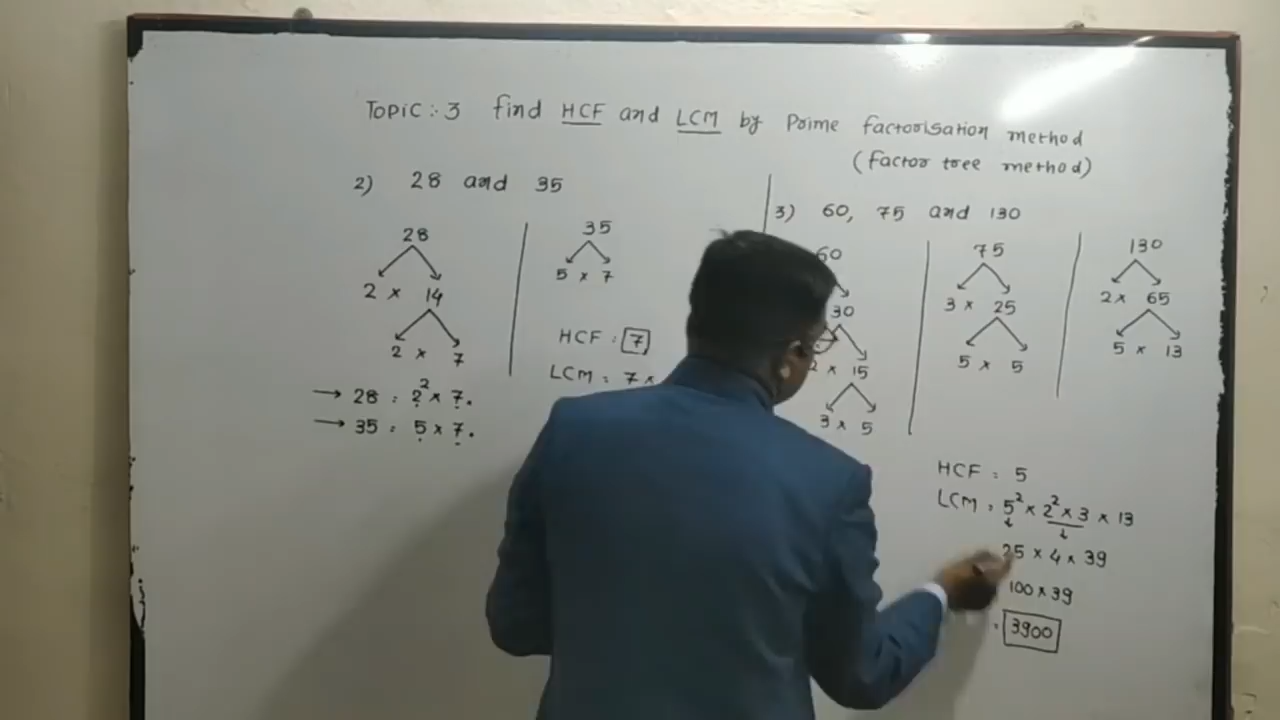 TOPIC : 3 find HCF and LCM by Prime factorisation method
(factor tree method)
2) 28 and 35
28
2 × 14
2 × 7
→ 28 = 2² × 7.
→ 35 = 5 × 7.
35
5 × 7
HCF : 7
LCM = 7 ×
3) 60, 75 and 130
60
30
2 × 15
3 × 5
75
3 × 25
5 × 5
130
2 × 65
5 × 13
HCF = 5
LCM = 5² × 2² × 3 × 13
25 × 4 × 39
100 × 39
= 3900